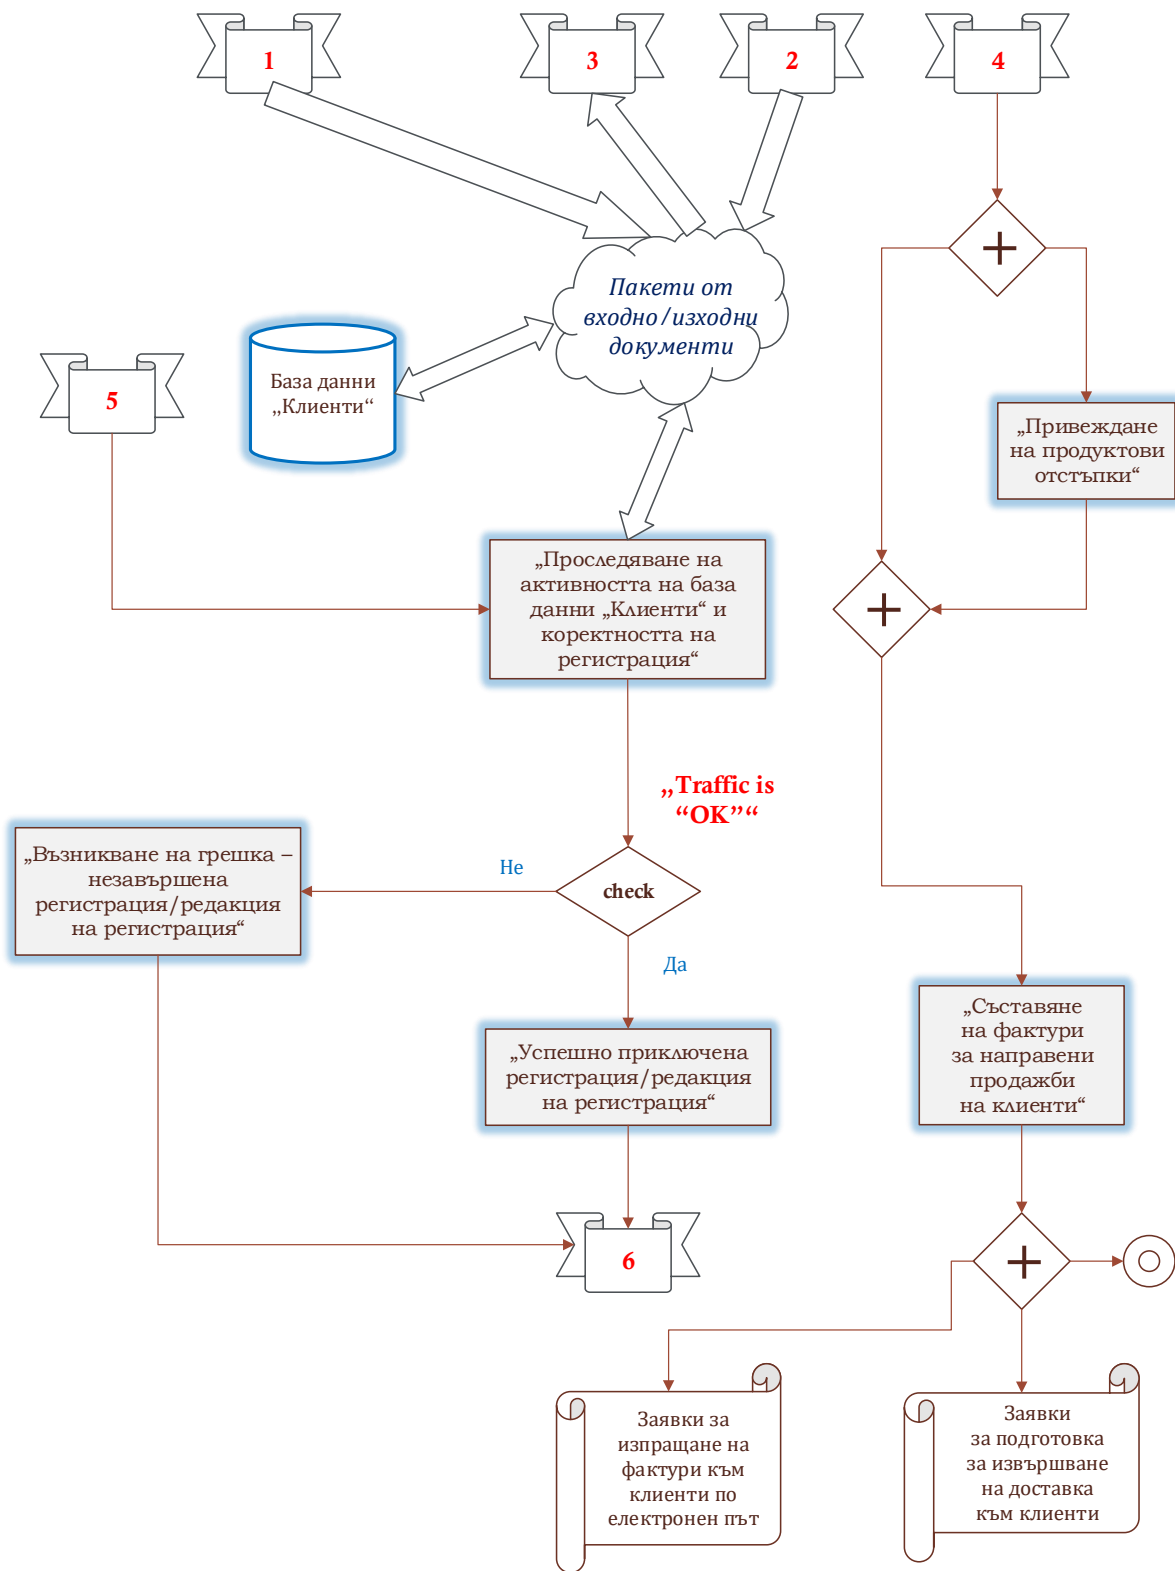 1
3
2
4
Пакети от
входно/изходни
документи
База данни
„Клиенти“
5
„Привеждане
на продуктови
отстъпки“
„Проследяване на
активността на база
данни „Клиенти“ и
коректността на
регистрация“
„Traffic is
“OK”“
„Възникване на грешка –
незавършена
регистрация/редакция
на регистрация“
Не
check
Да
„Съставяне
на фактури
за направени
продажби
на клиенти“
„Успешно приключена
регистрация/редакция
на регистрация“
6
Заявки за
изпращане на
фактури към
клиенти по
електронен път
Заявки
за подготовка
за извършване
на доставка
към клиенти